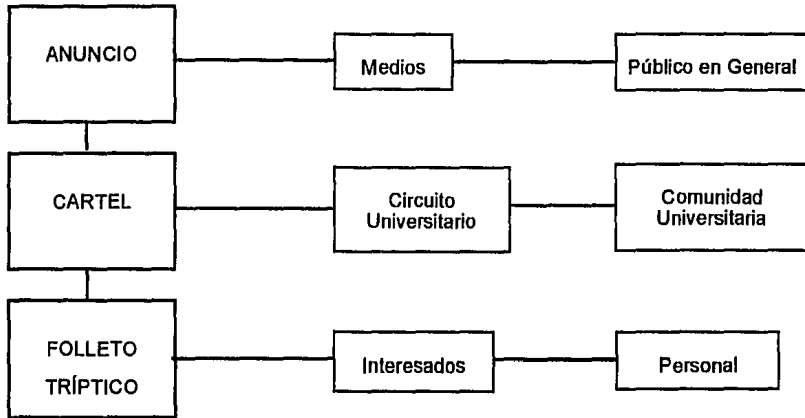 ANUNCIO
Medios
Público en General
CARTEL
Circuito
Universitario
Comunidad
Universitaria
FOLLETO
TRÍPTICO
Interesados
Personal